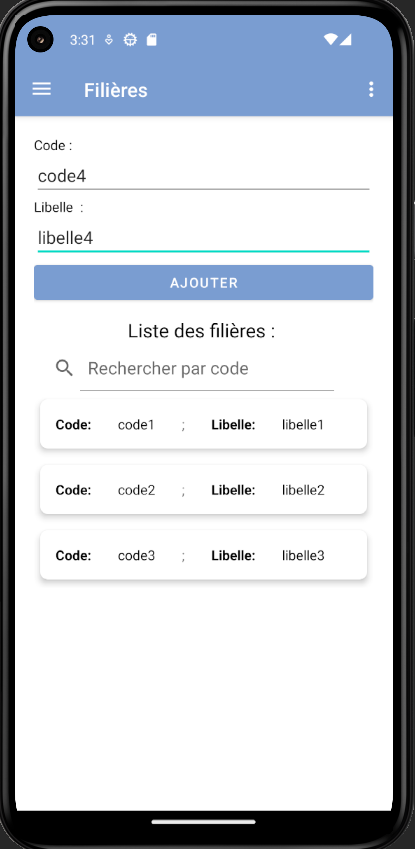 3:31
Filières
Code :
code4
Libelle  :
libelle4
AJOUTER
Liste des filières :
Rechercher par code
Code: code1 ; Libelle: libelle1
Code: code2 ; Libelle: libelle2
Code: code3 ; Libelle: libelle3